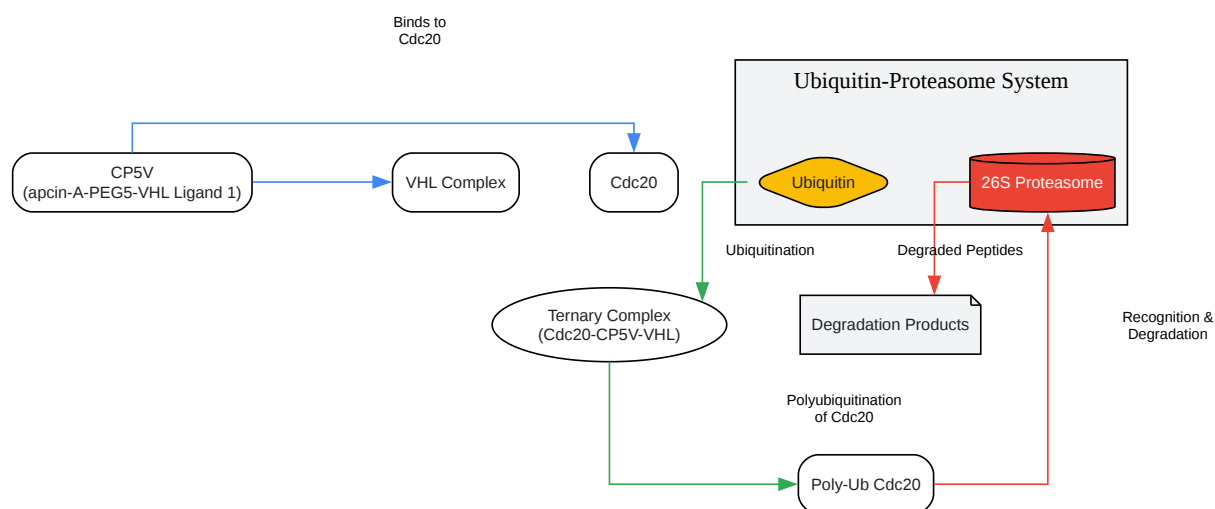 Binds to
Cdc20
Ubiquitin-Proteasome System
CP5V
(apcin-A-PEG5-VHL Ligand 1)
VHL Complex
Cdc20
Ubiquitin
26S Proteasome
Ubiquitination
Degraded Peptides
Ternary Complex
(Cdc20-CP5V-VHL)
Degradation Products
Recognition &
Degradation
Polyubiquitination
of Cdc20
Poly-Ub Cdc20